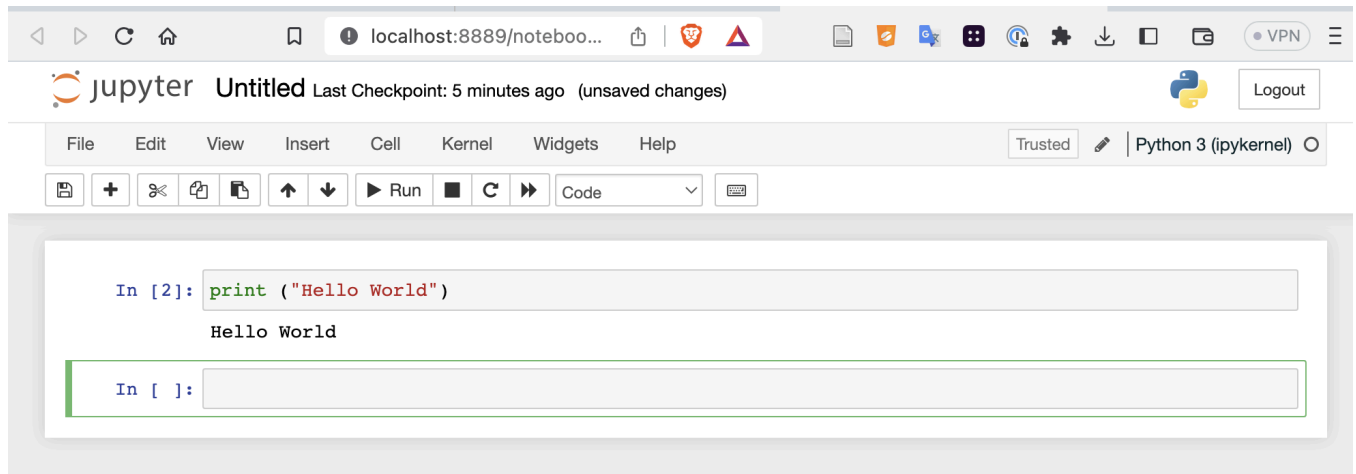 localhost:8889/noteboo... VPN
jupyter Untitled Last Checkpoint: 5 minutes ago (unsaved changes) Logout
File Edit View Insert Cell Kernel Widgets Help Trusted Python 3 (ipykernel)
Run Code
In [2]: print ("Hello World")
Hello World
In [ ]: